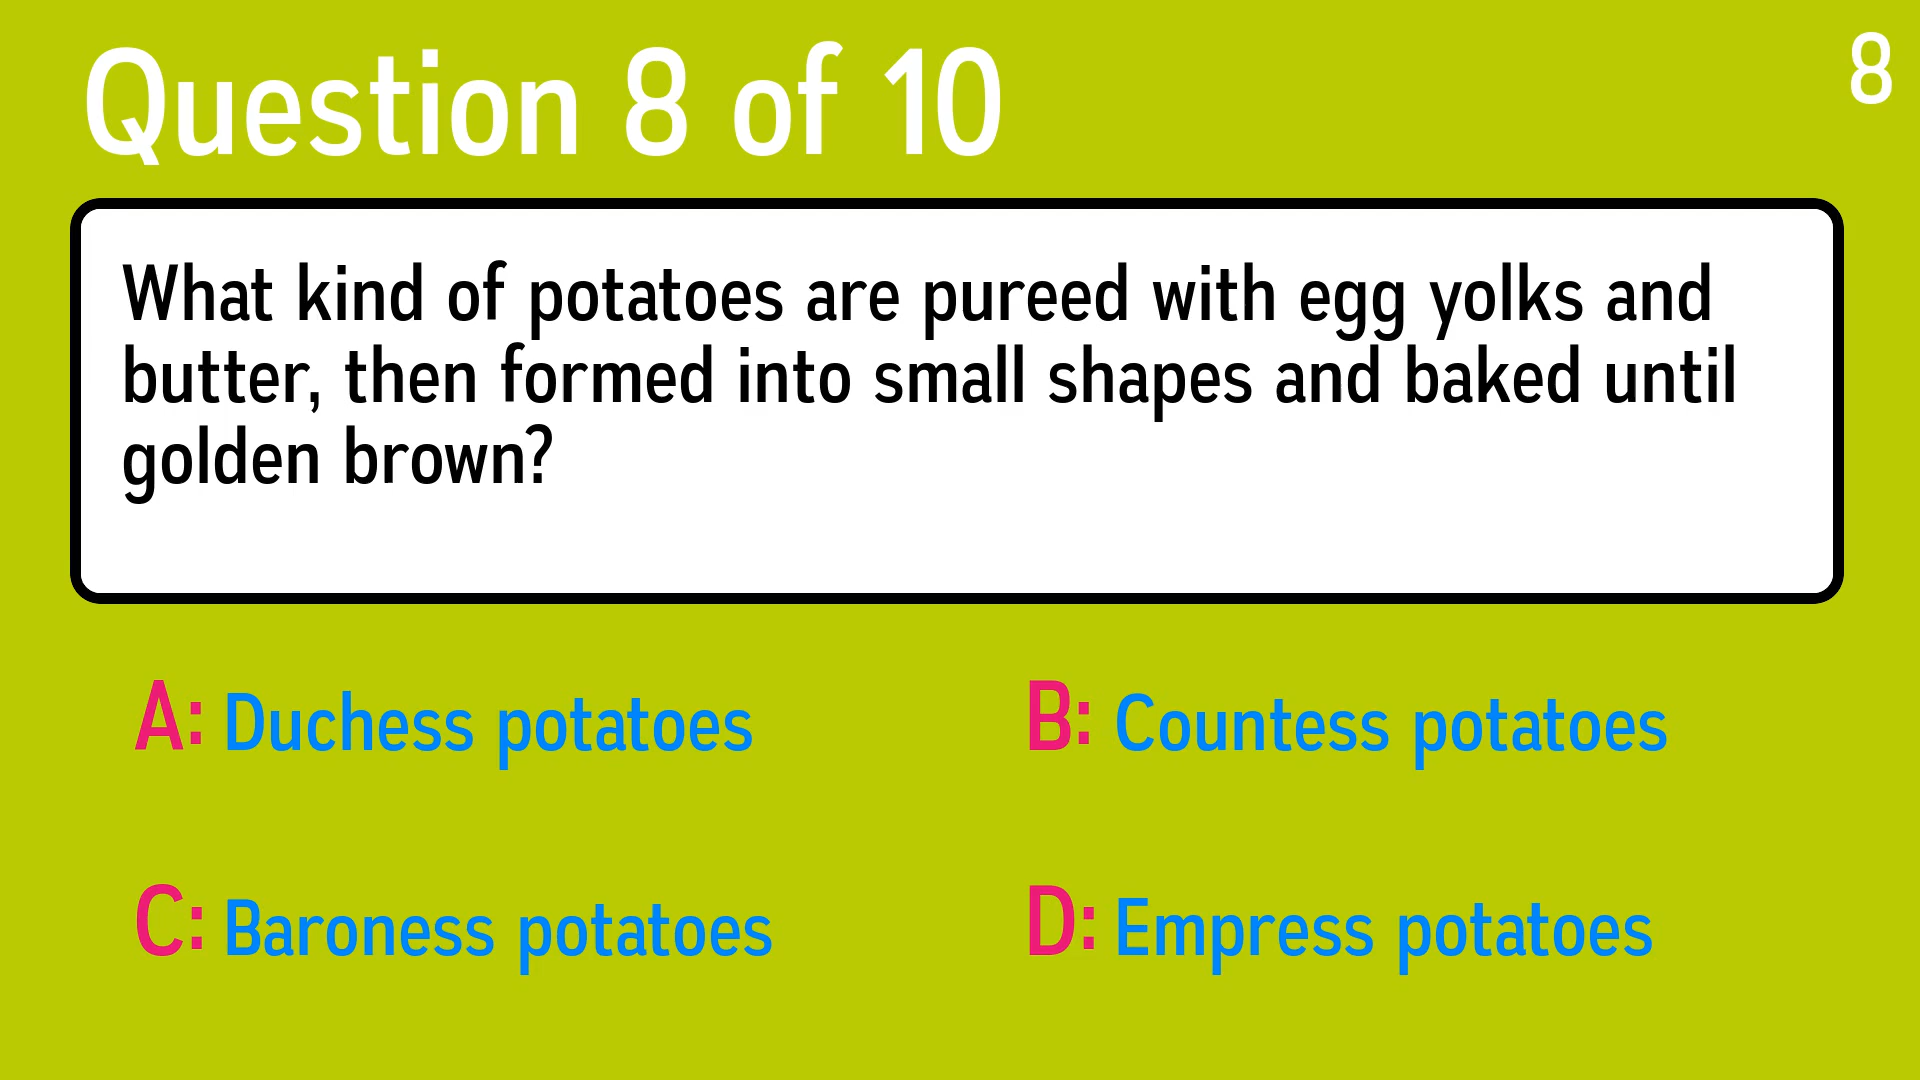 Question 8 of 10
8
What kind of potatoes are pureed with egg yolks and
butter, then formed into small shapes and baked until
golden brown?
A: Duchess potatoes
B: Countess potatoes
C: Baroness potatoes
D: Empress potatoes